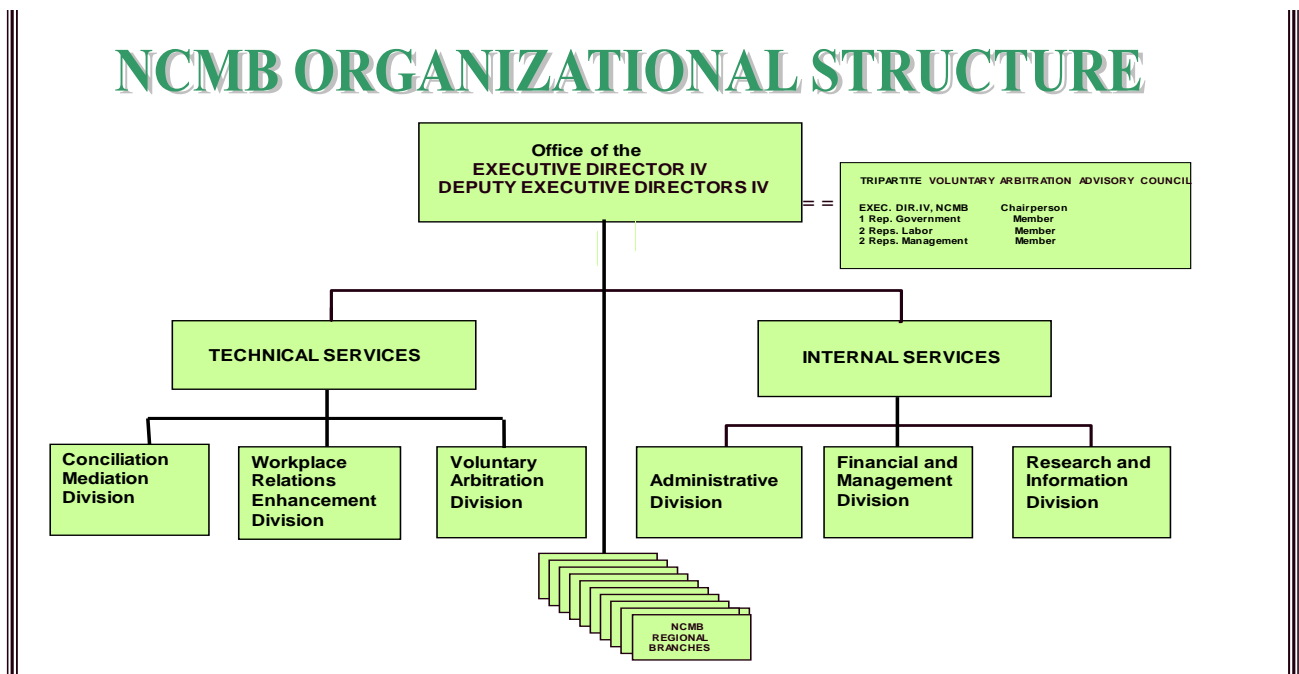 NCMB ORGANIZATIONAL STRUCTURE
Office of the
EXECUTIVE DIRECTOR IV
DEPUTY EXECUTIVE DIRECTORS IV
= =
TRIPARTITE VOLUNTARY ARBITRATION ADVISORY COUNCIL
EXEC. DIR.IV, NCMB Chairperson
1 Rep. Government Member
2 Reps. Labor Member
2 Reps. Management Member
TECHNICAL SERVICES
INTERNAL SERVICES
Conciliation
Mediation
Division
Workplace
Relations
Enhancement
Division
Voluntary
Arbitration
Division
Administrative
Division
Financial and
Management
Division
Research and
Information
Division
NCMB
REGIONAL
BRANCHES